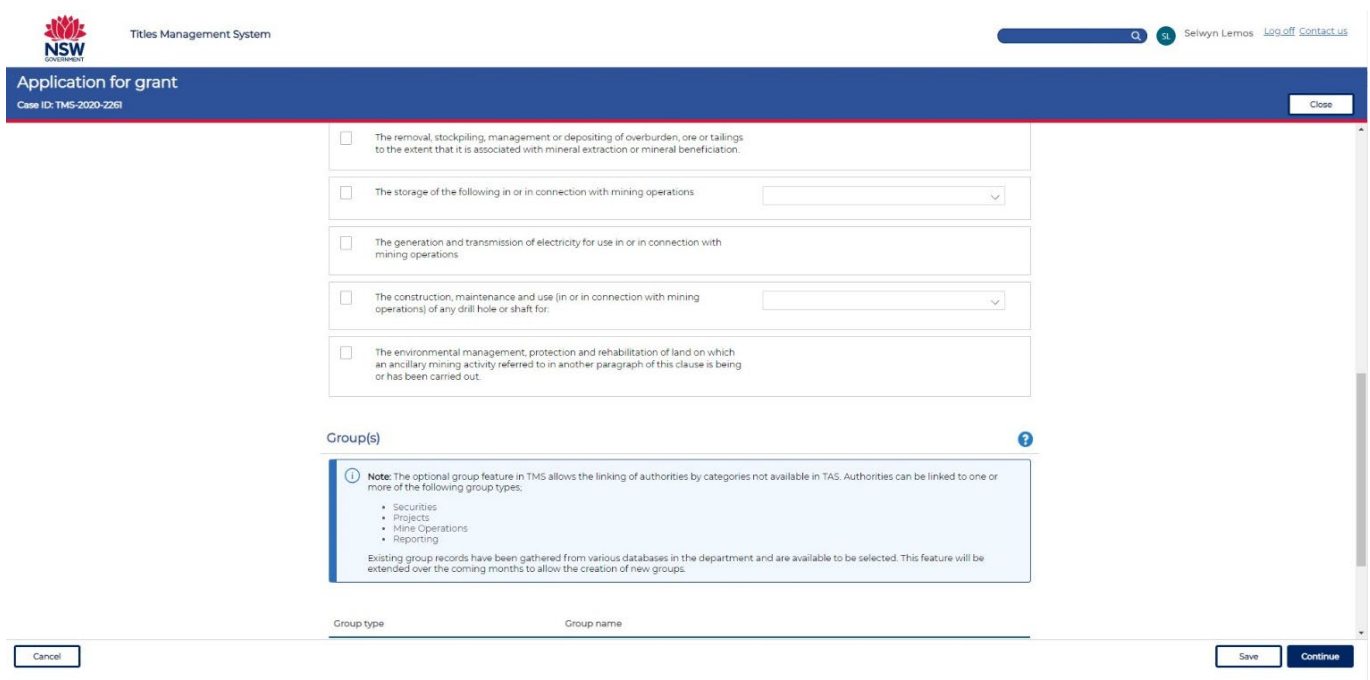 NSW
GOVERNMENT
Titles Management System
SL
Selwyn Lemos
Log off Contact us
Application for grant
Case ID: TMS-2020-2261
Close
The removal, stockpiling, management or depositing of overburden, ore or tailings
to the extent that it is associated with mineral extraction or mineral beneficiation.
The storage of the following in or in connection with mining operations
The generation and transmission of electricity for use in or in connection with
mining operations
The construction, maintenance and use (in or in connection with mining
operations) of any drill hole or shaft for:
The environmental management, protection and rehabilitation of land on which
an ancillary mining activity referred to in another paragraph of this clause is being
or has been carried out.
Group(s)
?
i
Note: The optional group feature in TMS allows the linking of authorities by categories not available in TAS. Authorities can be linked to one or
more of the following group types;
• Securities
• Projects
• Mine Operations
• Reporting
Existing group records have been gathered from various databases in the department and are available to be selected. This feature will be
extended over the coming months to allow the creation of new groups.
Group type Group name
Cancel
Save
Continue